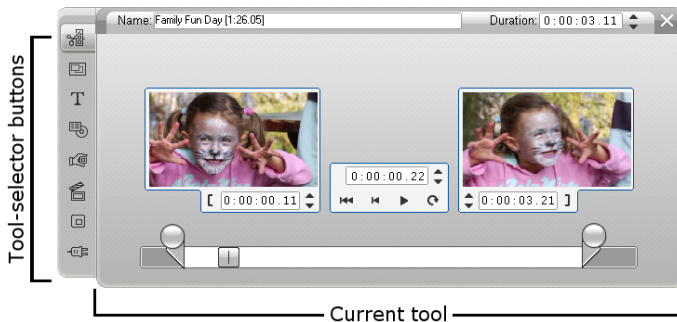 Name: Family Fun Day [1:26.05]
Duration: 0:00:03.11
Tool-selector buttons
T
0:00:00.22
[ 0:00:00.11
0:00:03.21 ]
Current tool